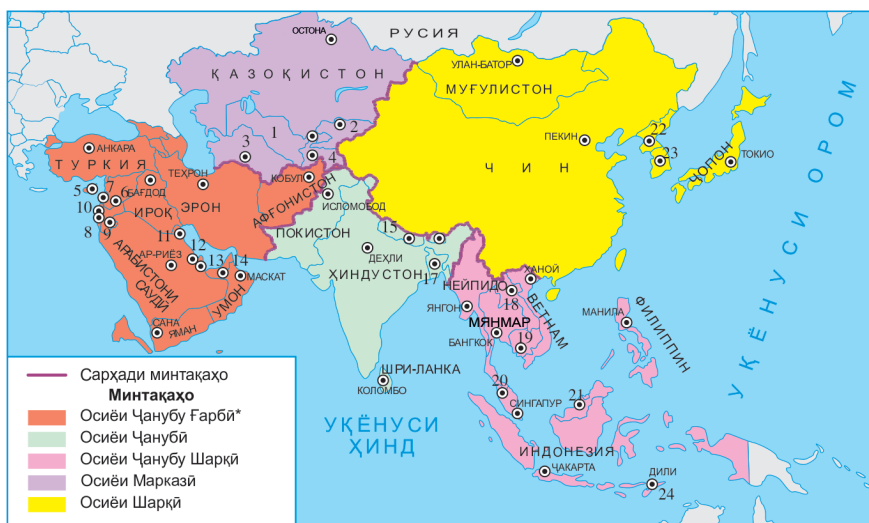 ОСТОНА
РУСИЯ
ҚАЗОҚИСТОН
УЛАН-БАТОР
МУҒУЛИСТОН
1
2
3
4
ПЕКИН
22
23
ЧИН
ҶОПОН
ТОКИО
АНКАРА
ТУРКИЯ
ТЕҲРОН
КОБУЛ
АФҒОНИСТОН
ИСЛОМОБОД
5
7
6
БАҒДОД
ИРОҚ
ЭРОН
10
8
9
11
ПОКИСТОН
15
ДЕҲЛИ
ҲИНДУСТОН
17
АР-РИЁЗ
12
13
14
МАСКАТ
АРАБИСТОНИ
САУДӢ
УМОН
САНА
ЯМАН
НЕЙПИДО
ХАНОЙ
18
ЯНГОН
МЯНМАР
ВЕТНАМ
БАНГКОК
19
МАНИЛА
ФИЛИППИН
ШРИ-ЛАНКА
КОЛОМБО
20
СИНГАПУР
21
ИНДОНЕЗИЯ
ҶАКАРТА
ДИЛИ
24
УҚЁНУСИ ОРОМ
УҚЁНУСИ
ҲИНД
Сарҳади минтақаҳо
Минтақаҳо
Осиёи Ҷанубу Ғарбӣ*
Осиёи Ҷанубӣ
Осиёи Ҷанубу Шарқӣ
Осиёи Марказӣ
Осиёи Шарқӣ